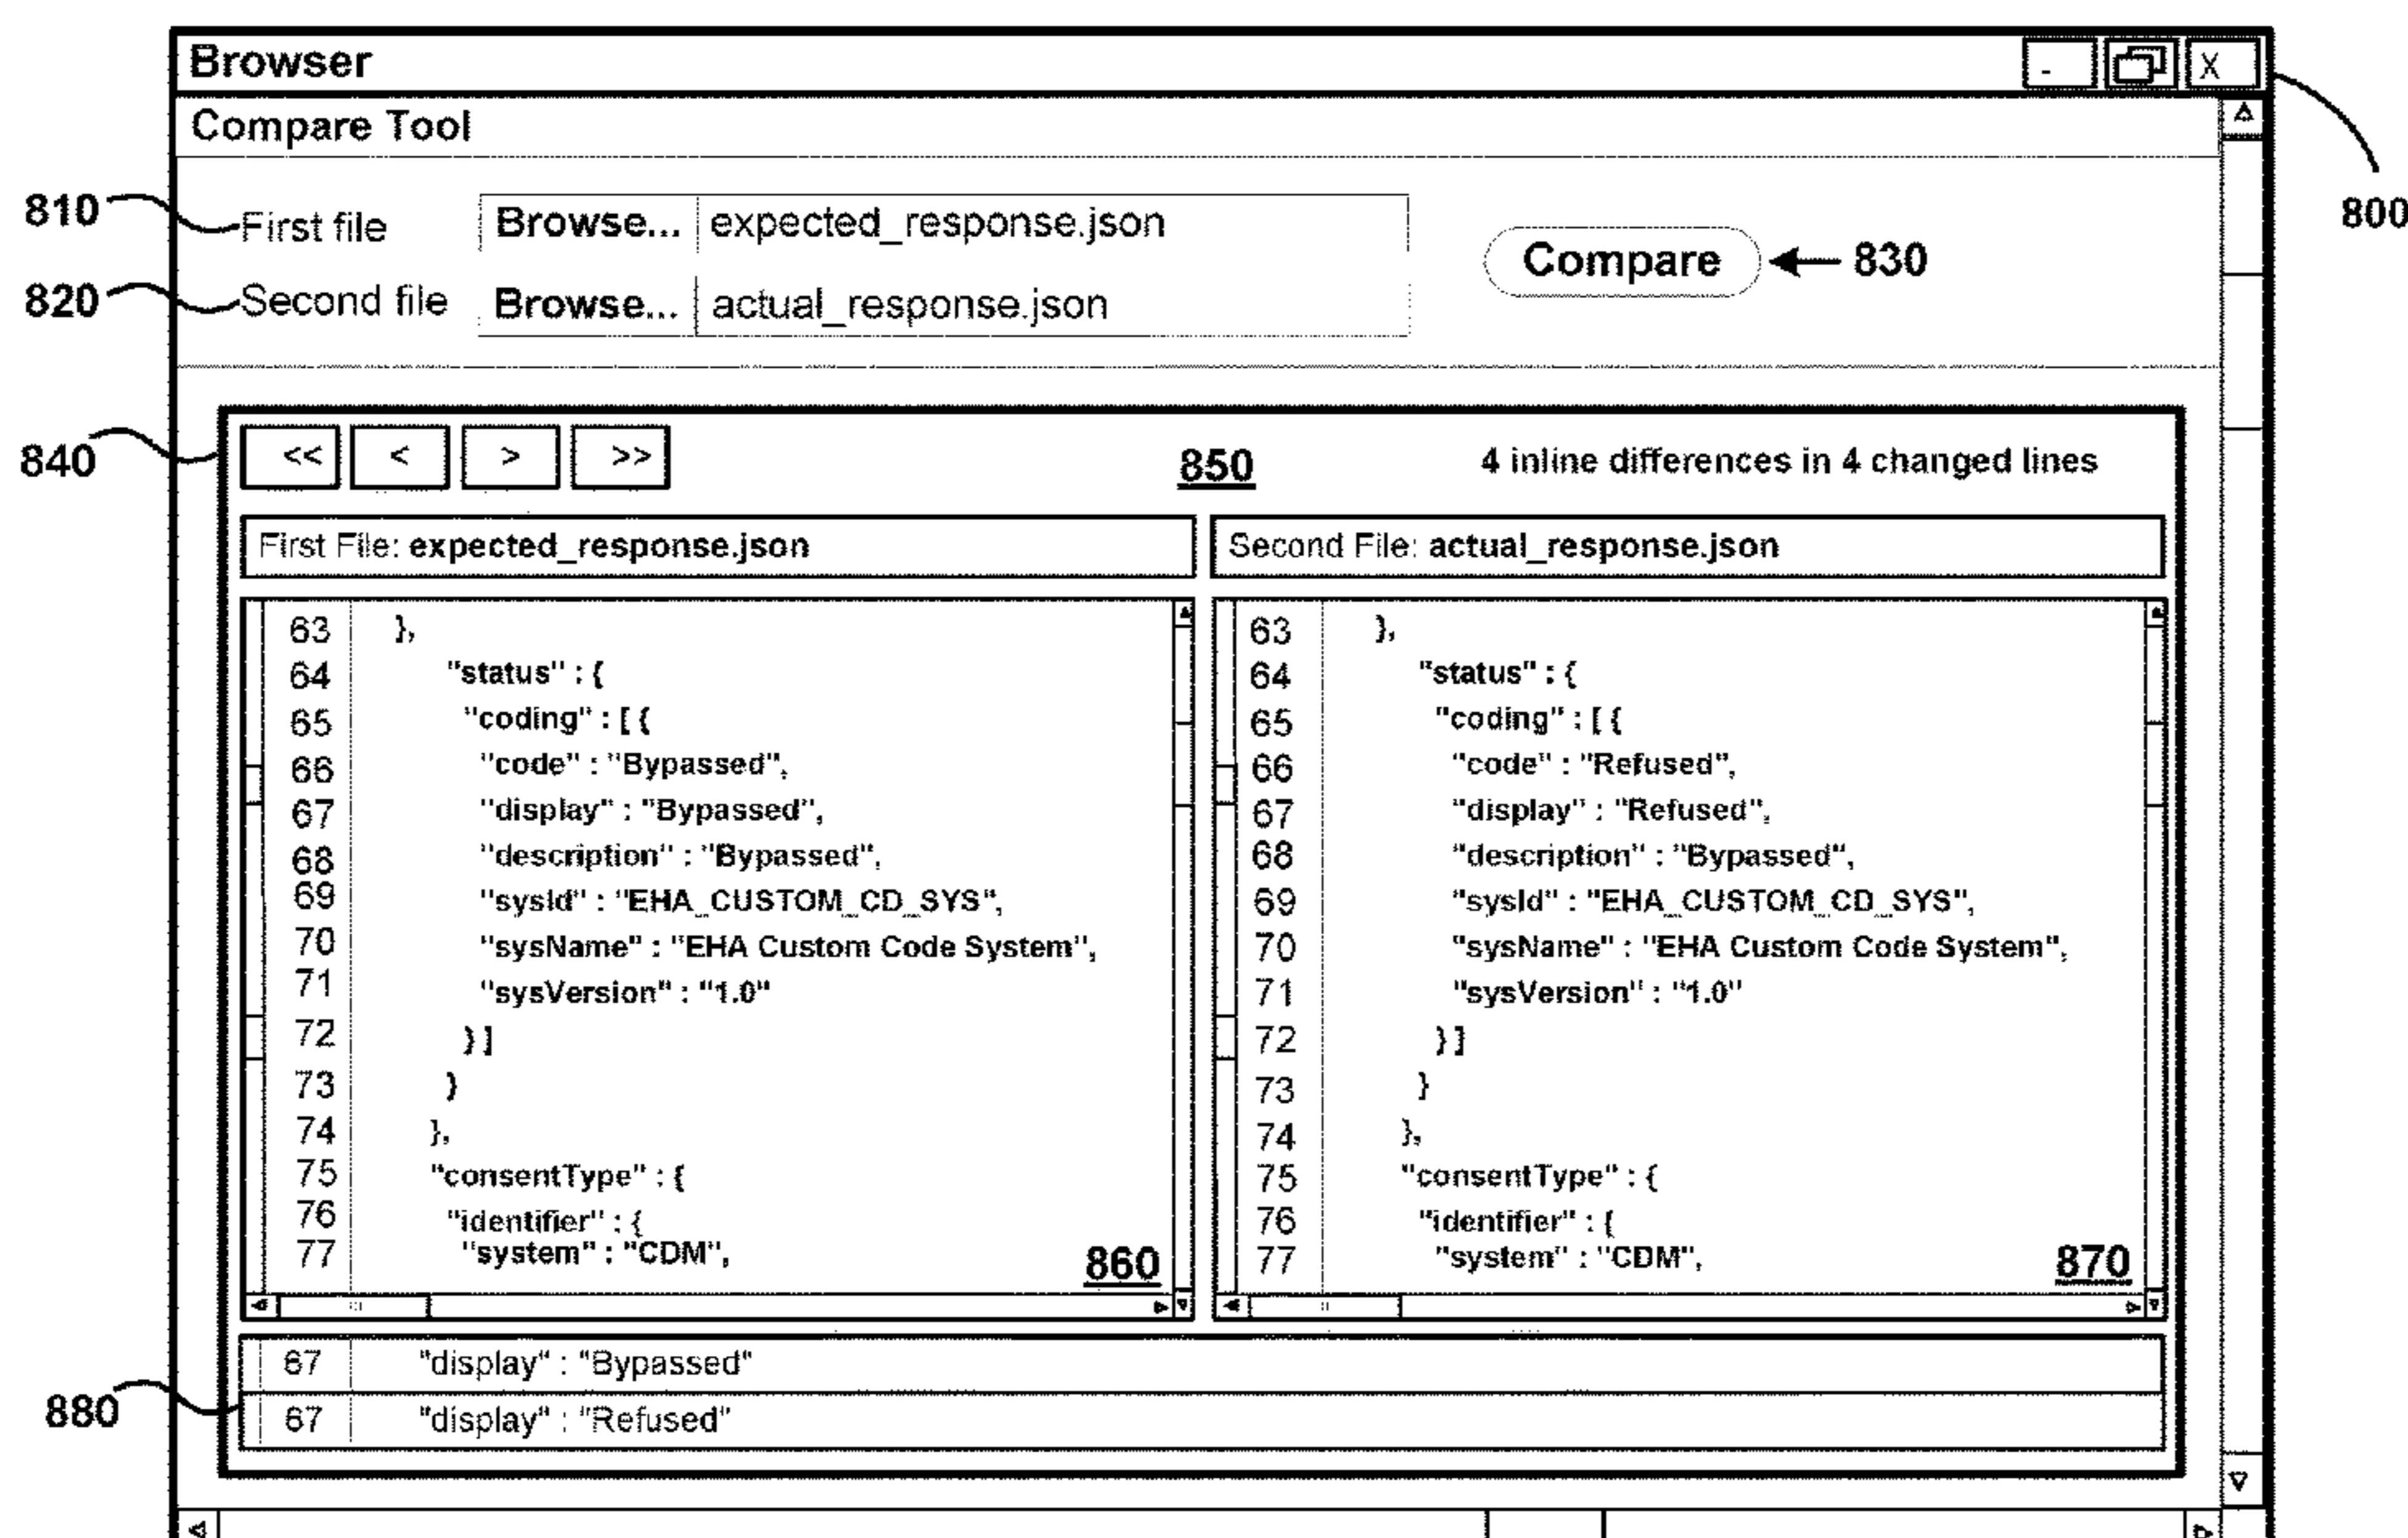 Browser - X
Compare Tool
810 First file Browse... expected_response.json
800
820 Second file Browse... actual_response.json
Compare 830
840 << < > >> 850 4 inline differences in 4 changed lines
First File: expected_response.json
63 },
64 "status" : {
65 "coding" : [ {
66 "code" : "Bypassed",
67 "display" : "Bypassed",
68 "description" : "Bypassed",
69 "sysId" : "EHA_CUSTOM_CD_SYS",
70 "sysName" : "EHA Custom Code System",
71 "sysVersion" : "1.0"
72 } ]
73 }
74 },
75 "consentType" : {
76 "identifier" : {
77 "system" : "CDM",
860
Second File: actual_response.json
63 },
64 "status" : {
65 "coding" : [ {
66 "code" : "Refused",
67 "display" : "Refused",
68 "description" : "Bypassed",
69 "sysId" : "EHA_CUSTOM_CD_SYS",
70 "sysName" : "EHA Custom Code System",
71 "sysVersion" : "1.0"
72 } ]
73 }
74 },
75 "consentType" : {
76 "identifier" : {
77 "system" : "CDM",
870
67 "display" : "Bypassed"
880
67 "display" : "Refused"